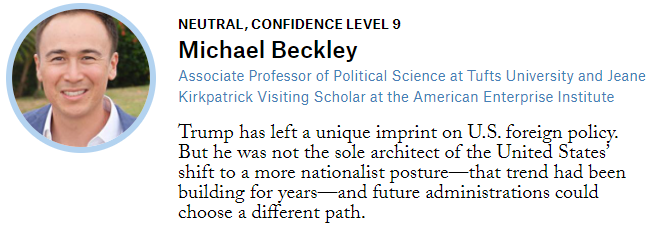 NEUTRAL, CONFIDENCE LEVEL 9
Michael Beckley
Associate Professor of Political Science at Tufts University and Jeane
Kirkpatrick Visiting Scholar at the American Enterprise Institute
Trump has left a unique imprint on U.S. foreign policy.
But he was not the sole architect of the United States’
shift to a more nationalist posture—that trend had been
building for years—and future administrations could
choose a different path.